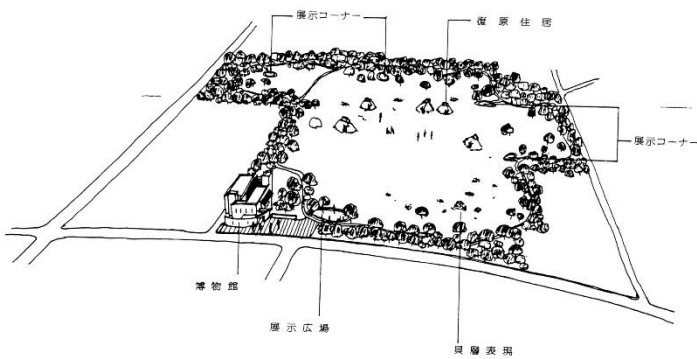 展示コーナー
復原住居
展示コーナー
博物館
展示広場
貝層表現